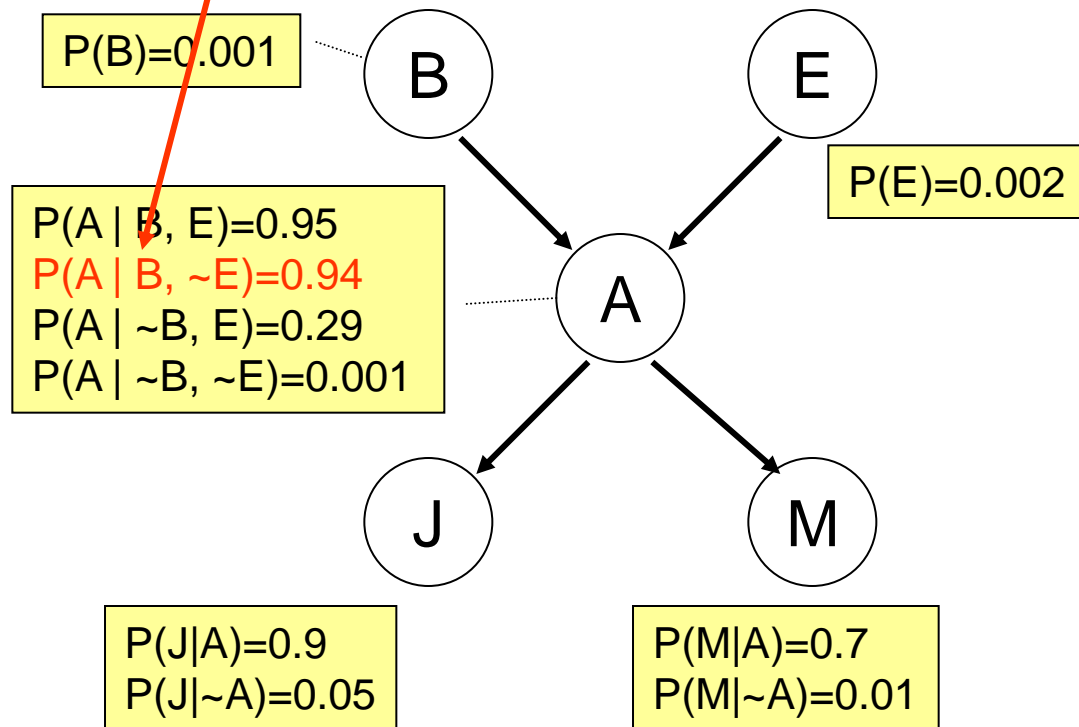 P(B)=0.001
B
E
P(E)=0.002
P(A | B, E)=0.95
P(A | B, ~E)=0.94
P(A | ~B, E)=0.29
P(A | ~B, ~E)=0.001
A
J
M
P(J|A)=0.9
P(J|~A)=0.05
P(M|A)=0.7
P(M|~A)=0.01